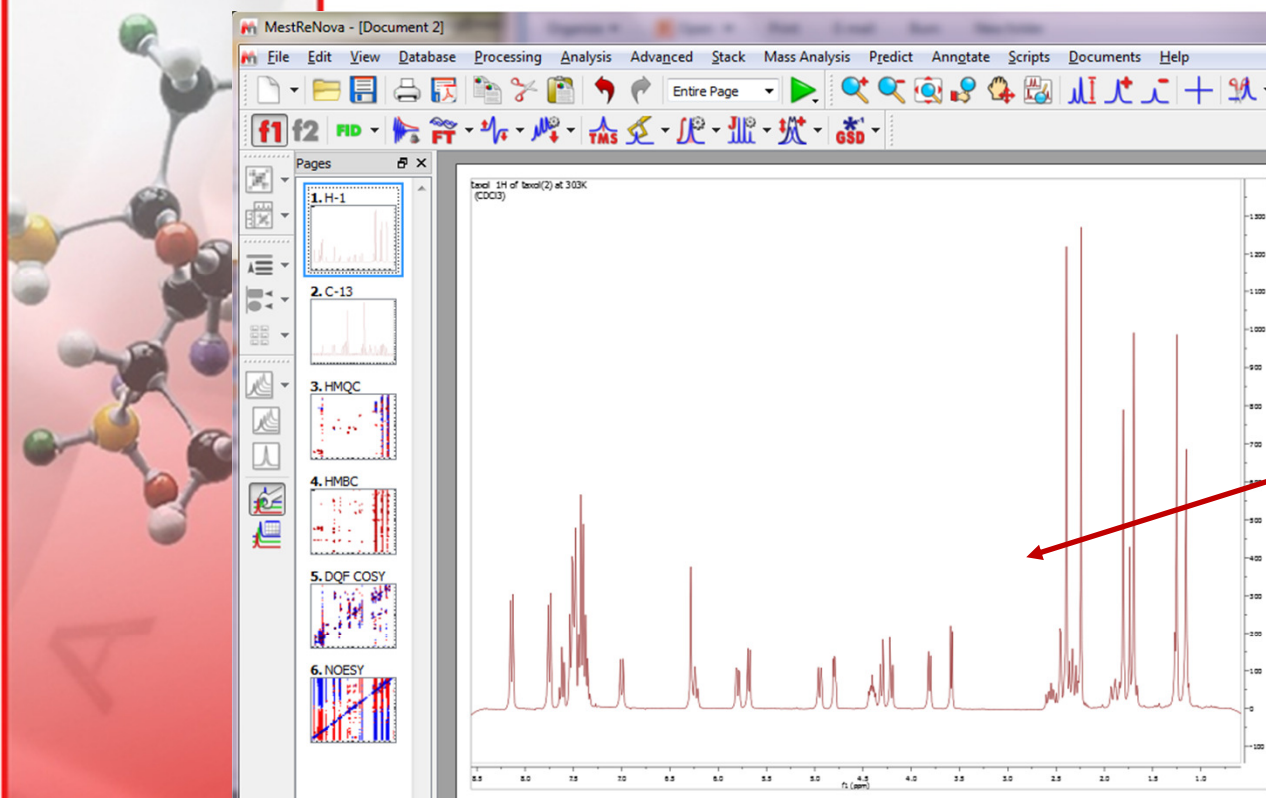 MestReNova - [Document 2]
File Edit View Database Processing Analysis Advanced Stack Mass Analysis Predict Annotate Scripts Documents Help
Entire Page
f1 f2 FID FT TMS GSD
Pages
1. H-1
2. C-13
3. HMQC
4. HMBC
5. DQF COSY
6. NOESY
taxol 1H of taxol(2) at 303K
(CDCl3)
1300
1200
1100
1000
900
800
700
500
400
300
200
100
0
-100
8.5 8.0 7.5 7.0 6.5 6.0 5.5 5.0 4.5 4.0 3.5 3.0 2.5 2.0 1.5 1.0
f1 (ppm)
A